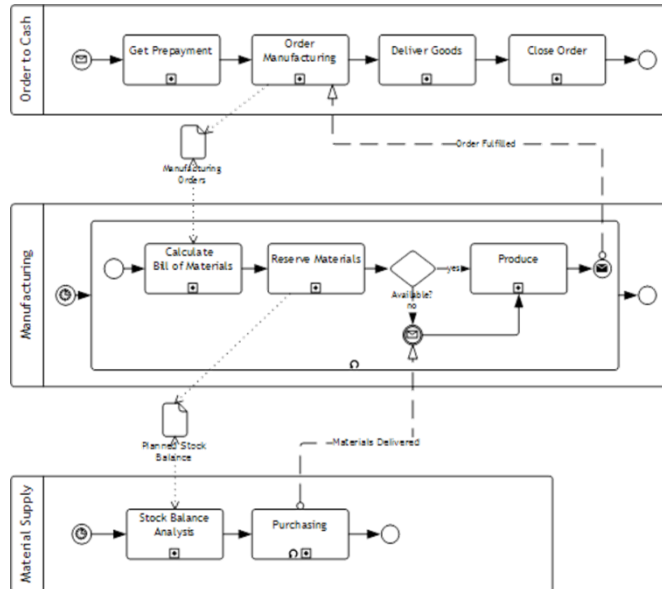 Order to Cash
Get Prepayment
Order
Manufacturing
Deliver Goods
Close Order
Order Fulfilled
Manufacturing
Orders
Manufacturing
Calculate
Bill of Materials
Reserve Materials
Available?
yes
no
Produce
Planned Stock
Balance
Materials Delivered
Material Supply
Stock Balance
Analysis
Purchasing